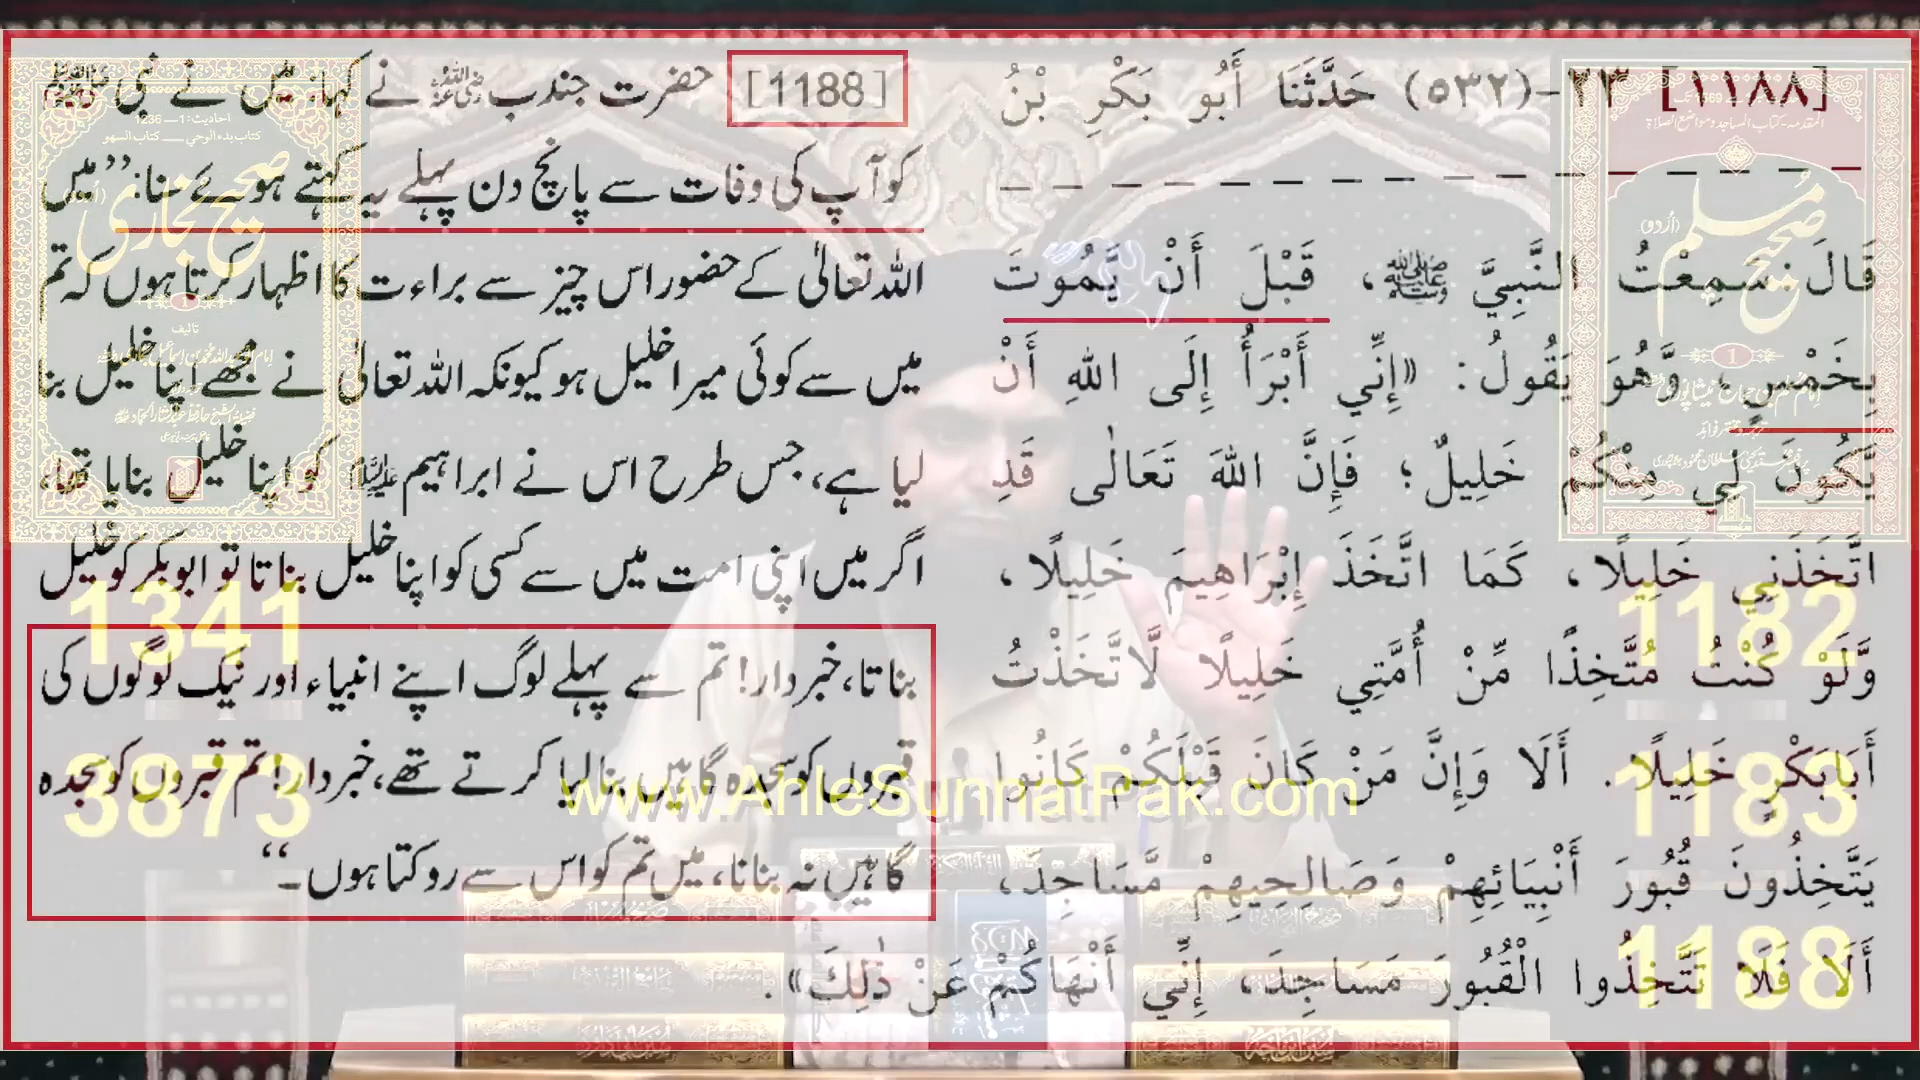 [١١٨٨] ٢٣-(٥٣٢) حَدَّثَنَا أَبُو بَكْرِ بْنُ
قَالَ: سَمِعْتُ النَّبِيَّ ﷺ، قَبْلَ أَنْ يَّمُوتَ
بِخَمْسٍ، وَّهُوَ يَقُولُ: «إِنِّي أَبْرَأُ إِلَى اللهِ أَنْ
يَّكُونَ لِي مِنْكُمْ خَلِيلٌ؛ فَإِنَّ اللهَ تَعَالٰى قَدِ
اتَّخَذَنِي خَلِيلًا، كَمَا اتَّخَذَ إِبْرَاهِيمَ خَلِيلًا،
وَّلَوْ كُنْتُ مُتَّخِذًا مِّنْ أُمَّتِي خَلِيلًا لَّاتَّخَذْتُ
أَبَابَكْرٍ خَلِيلًا. أَلَا وَإِنَّ مَنْ كَانَ قَبْلَكُمْ كَانُوا
يَتَّخِذُونَ قُبُورَ أَنْبِيَائِهِمْ وَصَالِحِيهِمْ مَّسَاجِدَ،
أَلَا فَلَا تَتَّخِذُوا الْقُبُورَ مَسَاجِدَ، إِنِّي أَنْهَاكُمْ عَنْ ذٰلِكَ».
[1188] حضرت جندب رضی اللہ عنہ نے کہا: میں نے نبی ﷺ
کو آپ کی وفات سے پانچ دن پہلے یہ کہتے ہوئے سنا: ’’میں
اللہ تعالٰی کے حضور اس چیز سے براءت کا اظہار کرتا ہوں کہ تم
میں سے کوئی میرا خلیل ہو کیونکہ اللہ تعالٰی نے مجھے اپنا خلیل بنا
لیا ہے، جس طرح اس نے ابراہیم علیہ السلام کو اپنا خلیل بنایا تھا،
اگر میں اپنی امت میں سے کسی کو اپنا خلیل بناتا تو ابوبکر کو خلیل
بناتا، خبردار! تم سے پہلے لوگ اپنے انبیاء اور نیک لوگوں کی
قبروں کو سجدہ گاہیں بنا لیا کرتے تھے، خبردار! تم قبروں کو سجدہ
گاہیں نہ بنانا، میں تم کو اس سے روکتا ہوں۔‘‘
صحیح بخاری
صحیح مسلم
(اُردُو)
1
1341
3873
1182
1183
1188
www.AhleSunnatPak.com